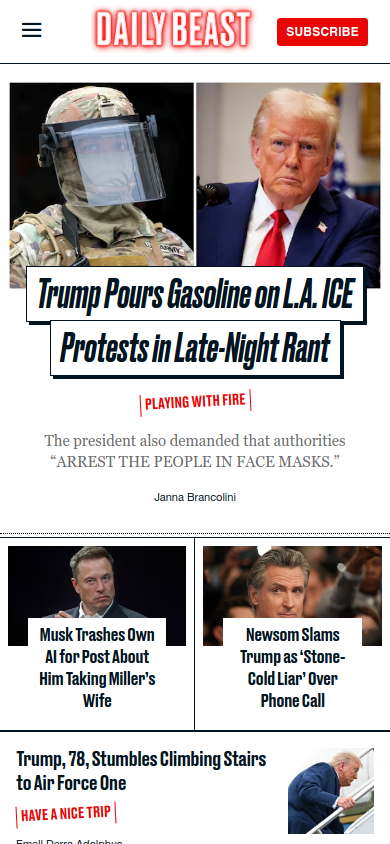 DAILY BEAST
SUBSCRIBE
ARMY
Trump Pours Gasoline on L.A. ICE
Protests in Late-Night Rant
PLAYING WITH FIRE
The president also demanded that authorities
“ARREST THE PEOPLE IN FACE MASKS.”
Janna Brancolini
Musk Trashes Own
AI for Post About
Him Taking Miller’s
Wife
Newsom Slams
Trump as ‘Stone-
Cold Liar’ Over
Phone Call
Trump, 78, Stumbles Climbing Stairs
to Air Force One
HAVE A NICE TRIP